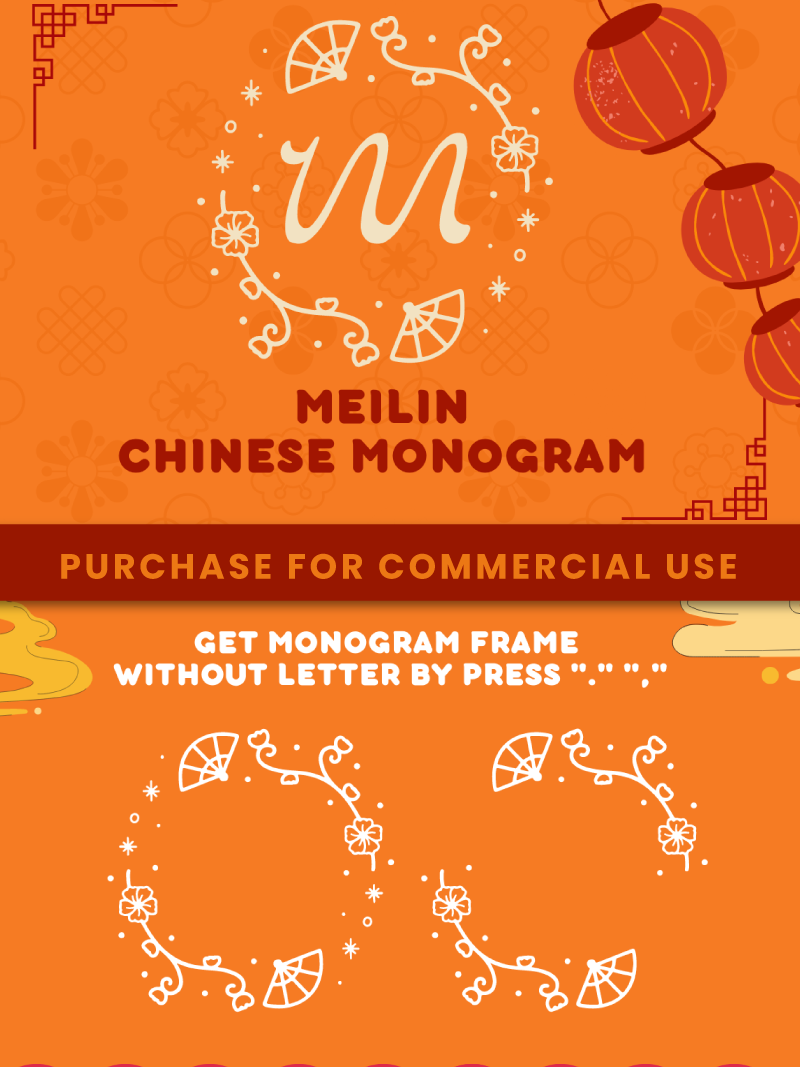 m
MEILIN
CHINESE MONOGRAM
PURCHASE FOR COMMERCIAL USE
GET MONOGRAM FRAME
WITHOUT LETTER BY PRESS "." ","